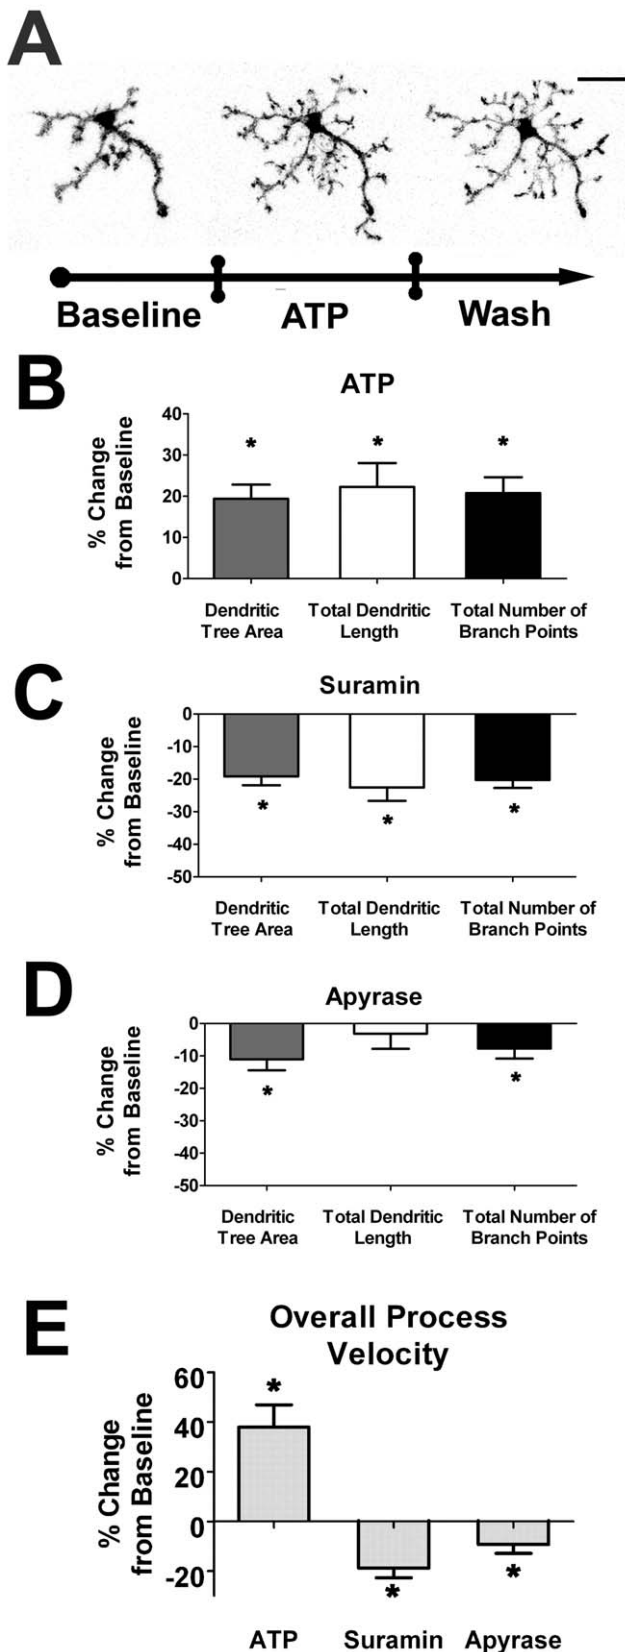 A
Baseline ATP Wash
B
ATP
% Change
from Baseline
40
30
20
10
0
* * *
Dendritic Total Dendritic Total Number of
Tree Area Length Branch Points
C
Suramin
% Change
from Baseline
0
-10
-20
-30
-40
-50
* * *
Dendritic Total Dendritic Total Number of
Tree Area Length Branch Points
D
Apyrase
% Change
from Baseline
0
-10
-20
-30
-40
-50
* *
Dendritic Total Dendritic Total Number of
Tree Area Length Branch Points
E
Overall Process
Velocity
% Change
from Baseline
60
40
20
0
-20
* * *
ATP Suramin Apyrase